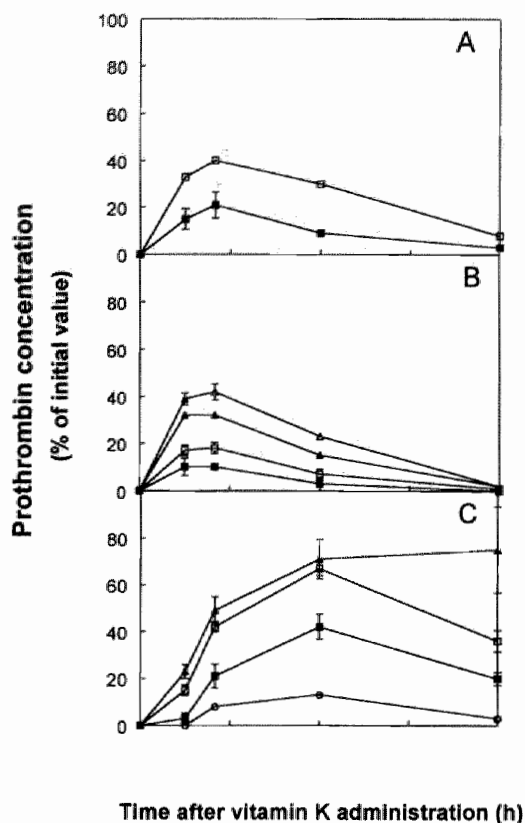 Prothrombin concentration
(% of initial value)
100
80
60
40
20
0
A
80
60
40
20
0
B
80
60
40
20
0
C
Time after vitamin K administration (h)